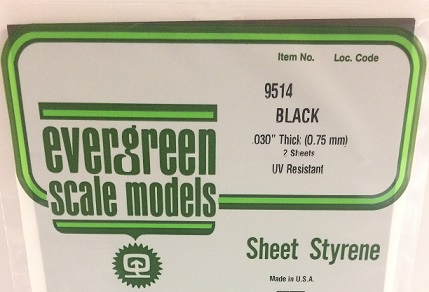 Item No. Loc. Code
9514
BLACK
.030" Thick (0.75 mm)
2 Sheets
UV Resistant
evergreen
scale models
Sheet Styrene
Made in U.S.A.